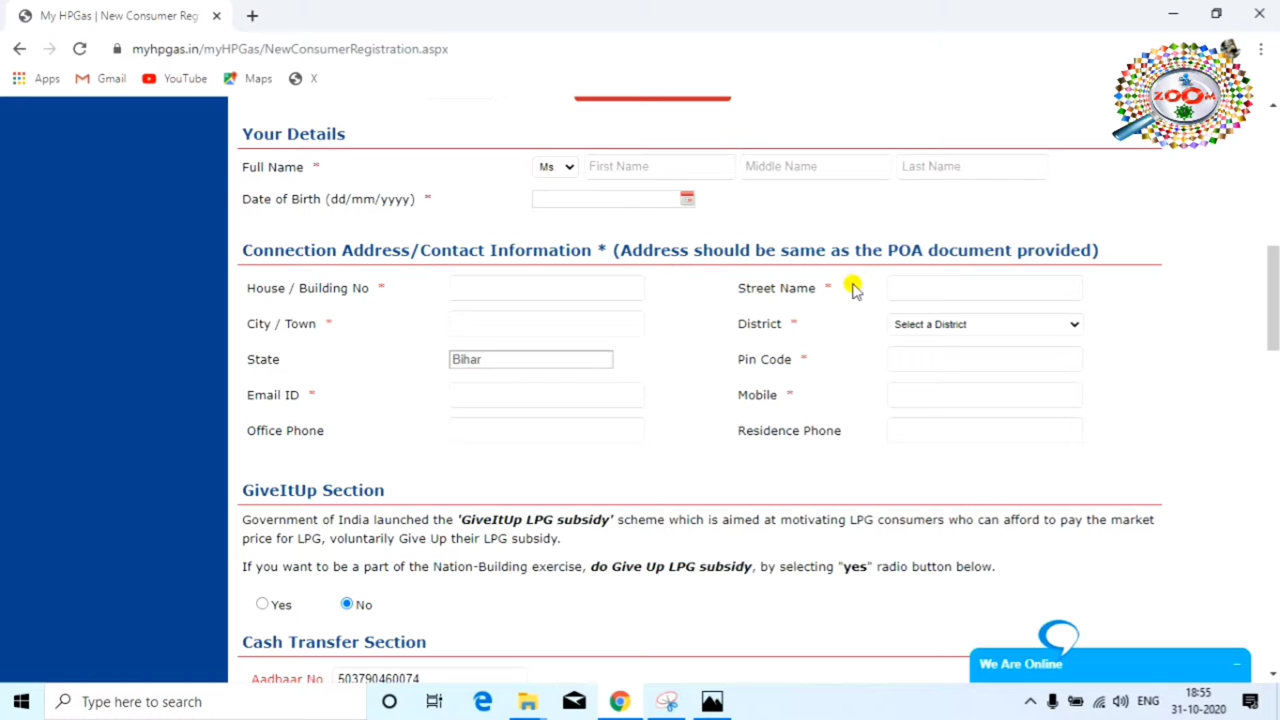 My HPGas | New Consumer Reg
myhpgas.in/myHPGas/NewConsumerRegistration.aspx
Apps Gmail YouTube Maps X
ZOOM
Your Details
Full Name * Ms. First Name Middle Name Last Name
Date of Birth (dd/mm/yyyy) *
Connection Address/Contact Information * (Address should be same as the POA document provided)
House / Building No * Street Name *
City / Town * District * Select a District
State Bihar Pin Code *
Email ID * Mobile *
Office Phone Residence Phone
GiveItUp Section
Government of India launched the 'GiveItUp LPG subsidy' scheme which is aimed at motivating LPG consumers who can afford to pay the market
price for LPG, voluntarily Give Up their LPG subsidy.
If you want to be a part of the Nation-Building exercise, do Give Up LPG subsidy, by selecting "yes" radio button below.
Yes No
Cash Transfer Section
Aadhaar No 503790460074
We Are Online
Type here to search
ENG
18:55
31-10-2020